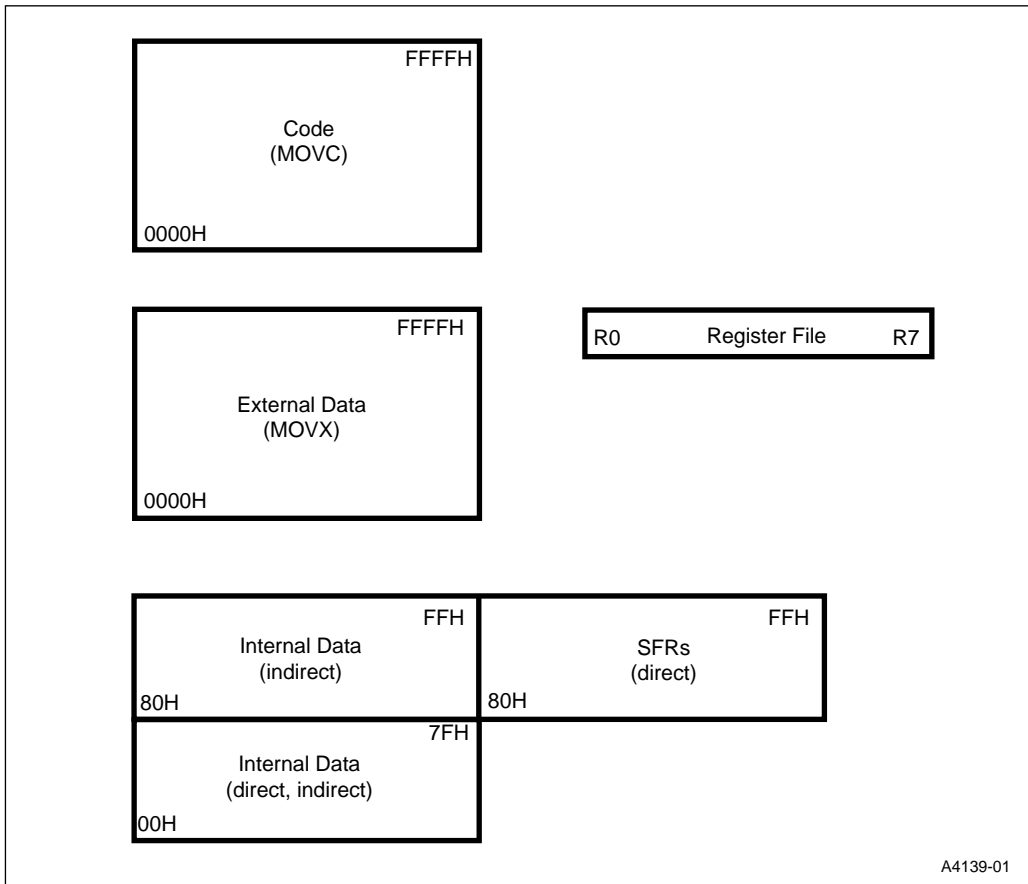 FFFFH
Code
(MOVC)
0000H
FFFFH
External Data
(MOVX)
0000H
R0 Register File R7
FFH
Internal Data
(indirect)
80H
FFH
SFRs
(direct)
80H
7FH
Internal Data
(direct, indirect)
00H
A4139-01